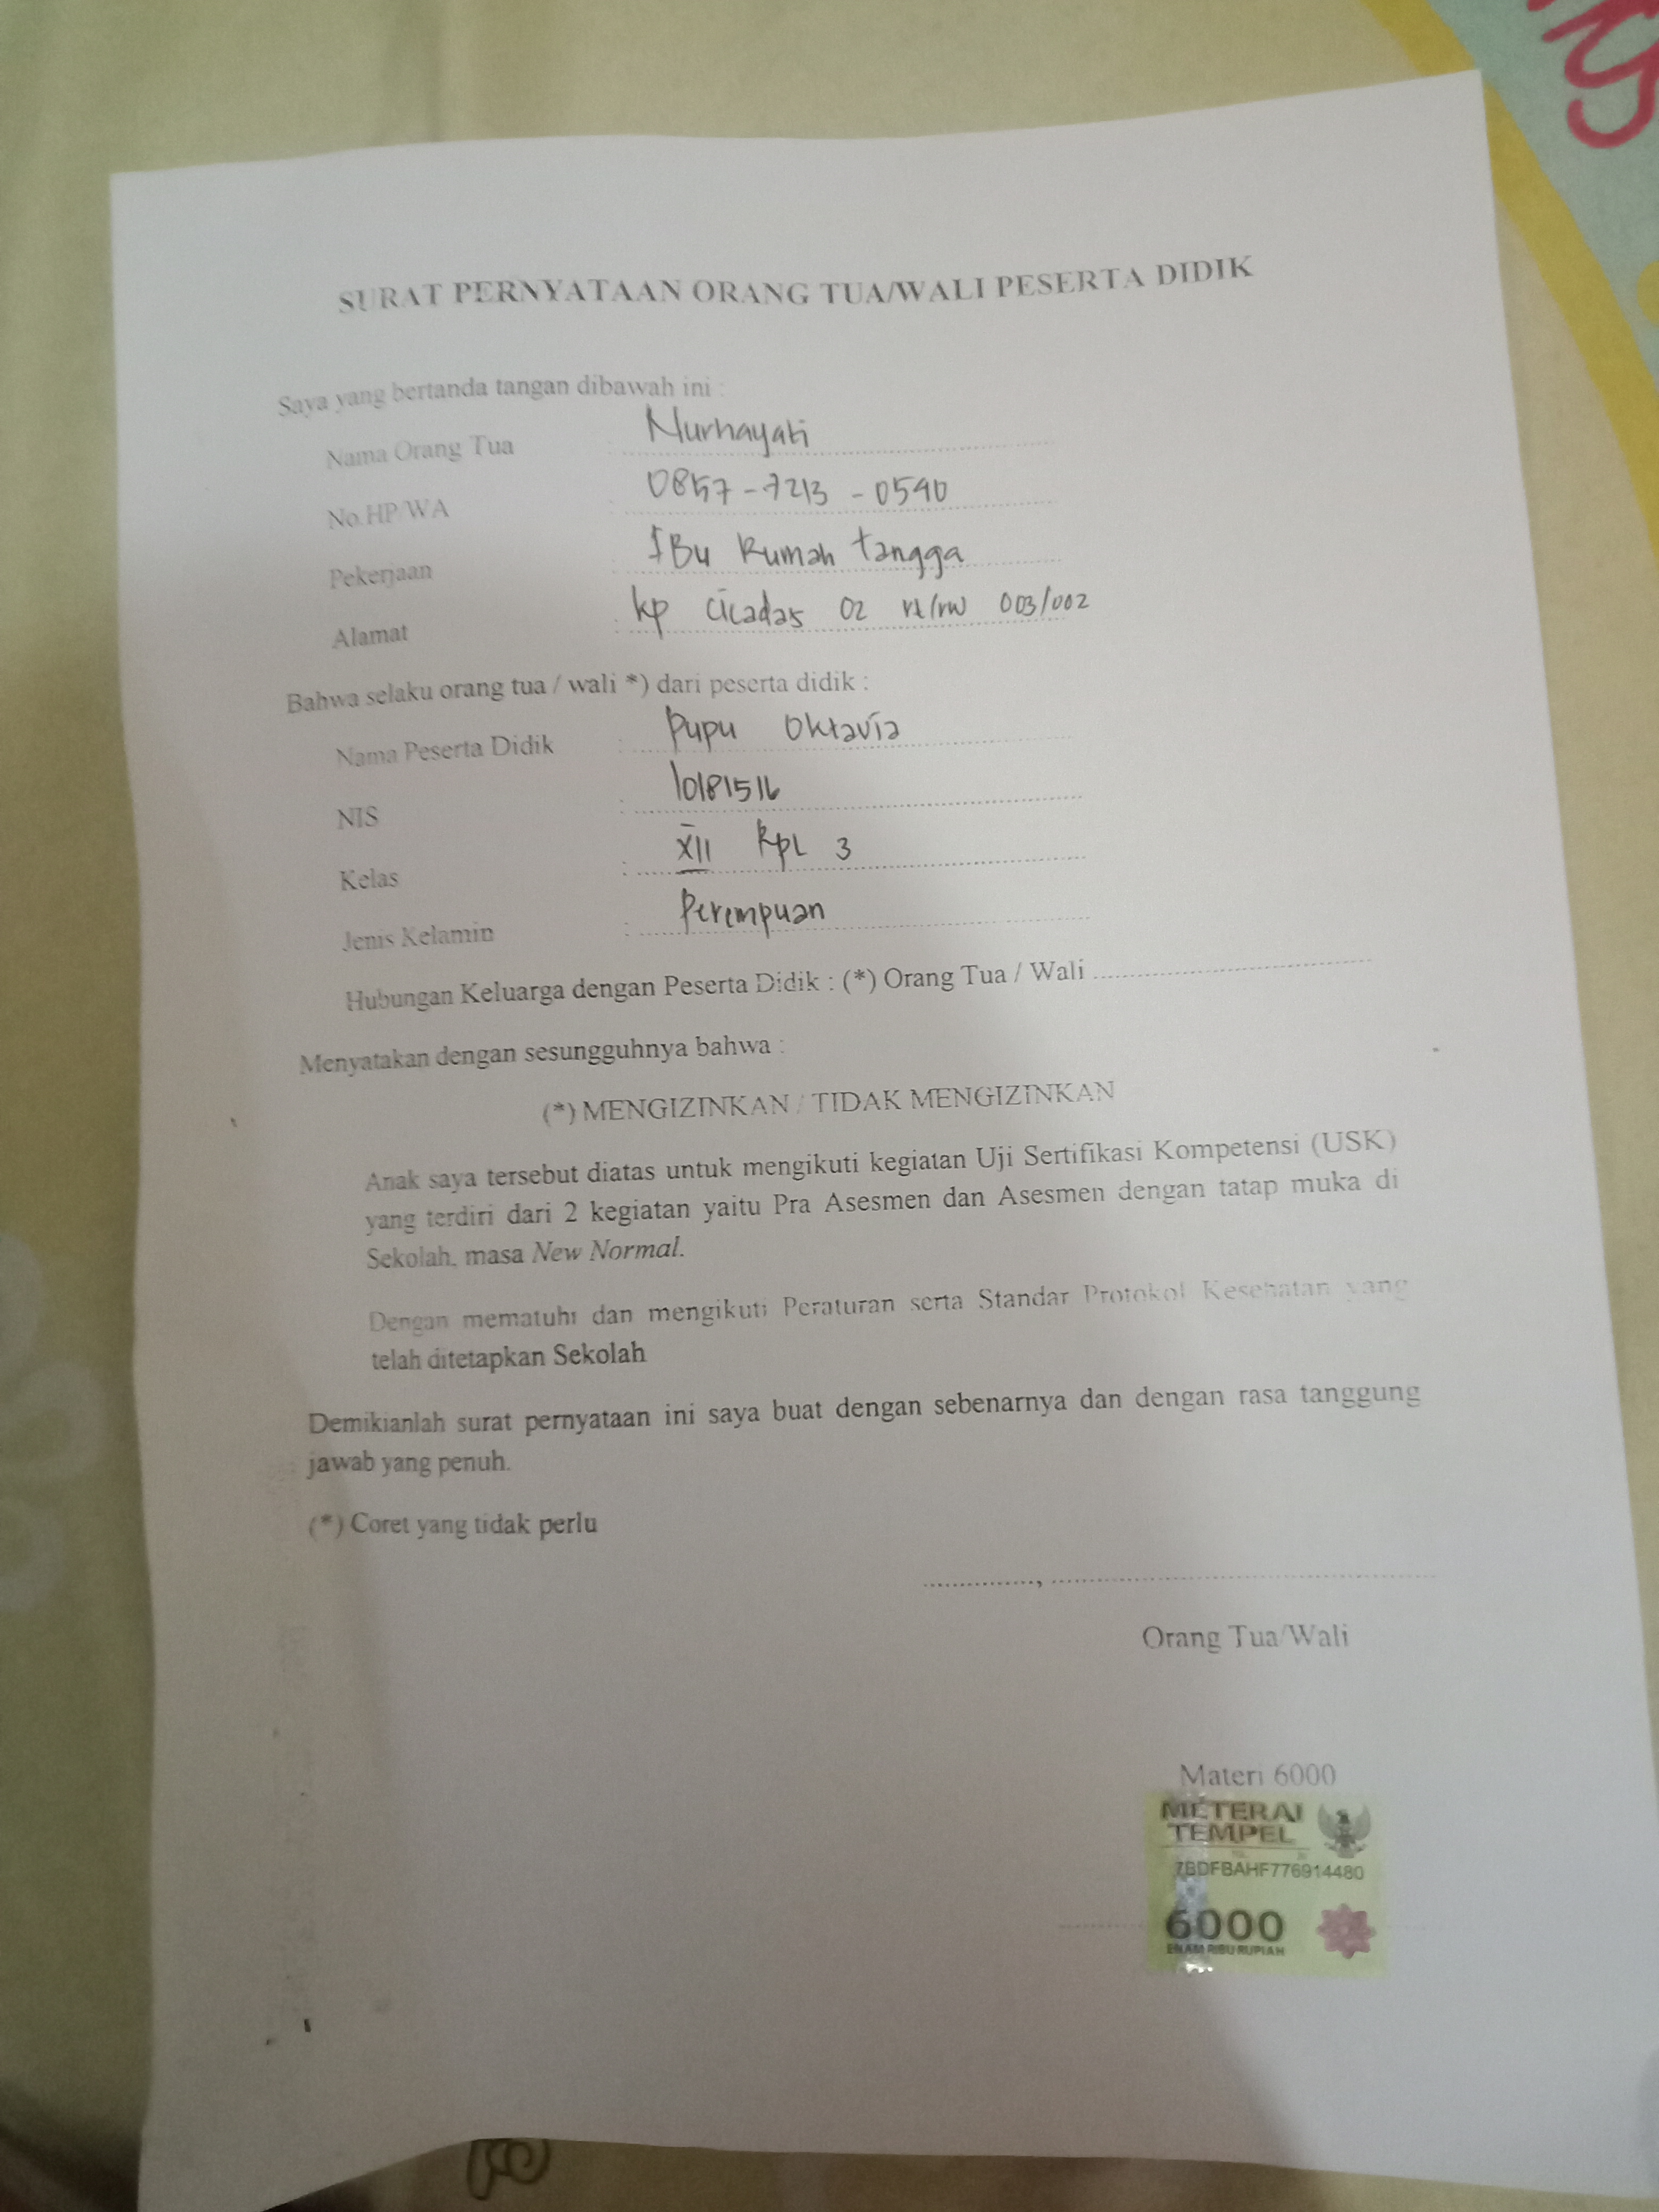 SURAT PERNYATAAN ORANG TUA/WALI PESERTA DIDIK
Saya yang bertanda tangan dibawah ini :
Nama Orang Tua : Nurhayati
No.HP/WA : 0857-7213-0590
Pekerjaan : IBu Rumah tangga
Alamat : kp cicadas 02 rt/rw 003/002
Bahwa selaku orang tua / wali *) dari peserta didik :
Nama Peserta Didik : Pupu Oktavia
NIS : 10181516
Kelas : XII RPL 3
Jenis Kelamin : Perempuan
Hubungan Keluarga dengan Peserta Didik : (*) Orang Tua / Wali ........................
Menyatakan dengan sesungguhnya bahwa :
(*) MENGIZINKAN / TIDAK MENGIZINKAN
Anak saya tersebut diatas untuk mengikuti kegiatan Uji Sertifikasi Kompetensi (USK)
yang terdiri dari 2 kegiatan yaitu Pra Asesmen dan Asesmen dengan tatap muka di
Sekolah, masa New Normal.
Dengan mematuhi dan mengikuti Peraturan serta Standar Protokol Kesehatan yang
telah ditetapkan Sekolah
Demikianlah surat pernyataan ini saya buat dengan sebenarnya dan dengan rasa tanggung
jawab yang penuh.
(*) Coret yang tidak perlu
..............., ........................
Orang Tua/Wali
Materi 6000
METERAI
TEMPEL
7BDFBAHF776914480
6000
ENAM RIBU RUPIAH